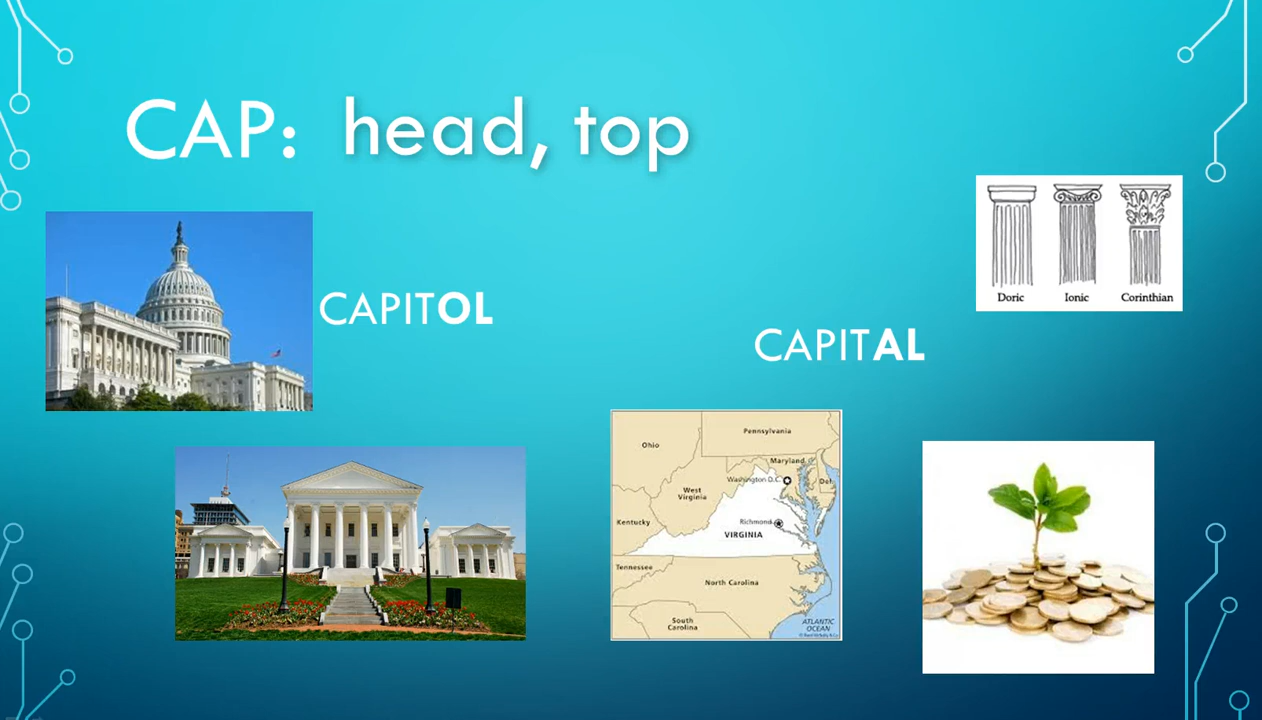 CAP: head, top
CAPITOL
CAPITAL
Doric Ionic Corinthian
Pennsylvania
Ohio
Maryland
Washington D.C.
Del
West
Virginia
Kentucky
Richmond
VIRGINIA
Tennessee
North Carolina
South
Carolina
ATLANTIC
OCEAN